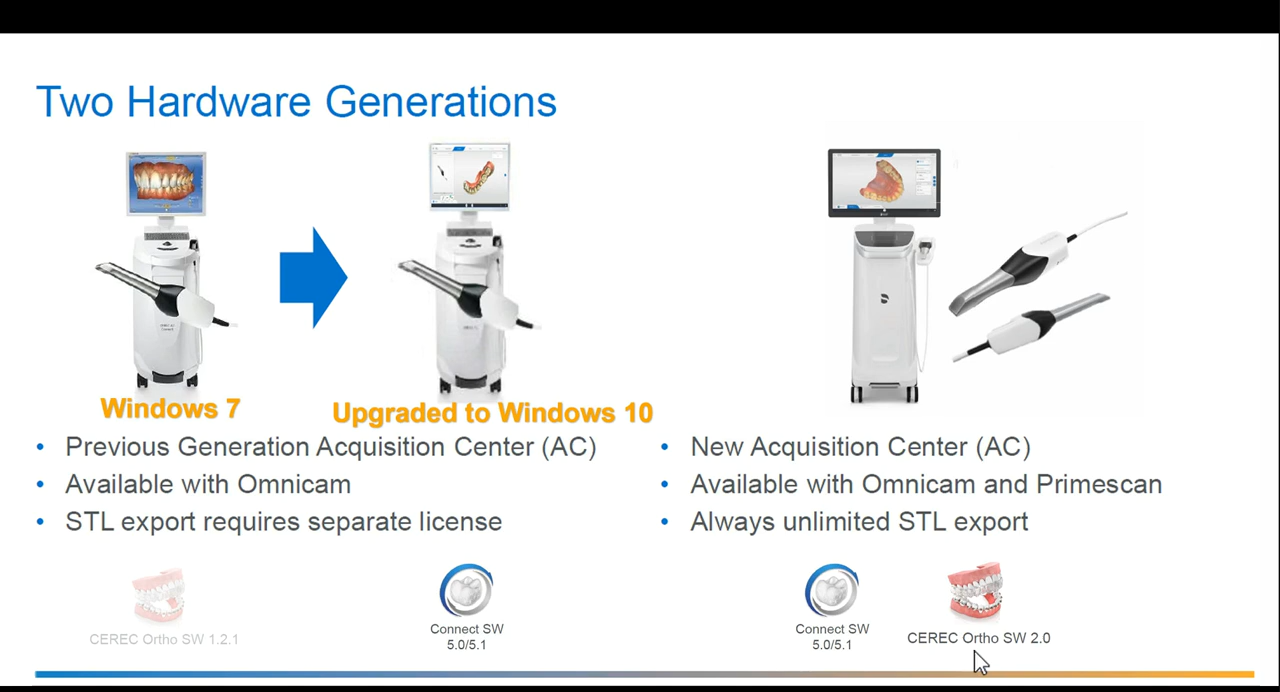 Two Hardware Generations
Windows 7
Upgraded to Windows 10
• Previous Generation Acquisition Center (AC)
• Available with Omnicam
• STL export requires separate license
• New Acquisition Center (AC)
• Available with Omnicam and Primescan
• Always unlimited STL export
CEREC Ortho SW 1.2.1
Connect SW
5.0/5.1
Connect SW
5.0/5.1
CEREC Ortho SW 2.0